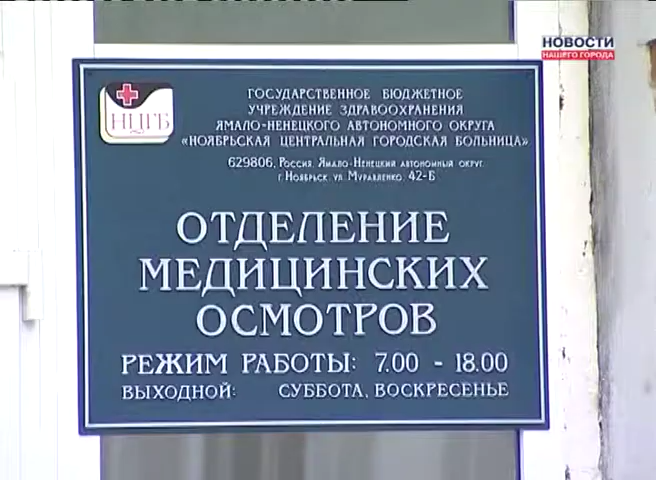 НОВОСТИ
НАШЕГО ГОРОДА
НЦГБ
ГОСУДАРСТВЕННОЕ БЮДЖЕТНОЕ
УЧРЕЖДЕНИЕ ЗДРАВООХРАНЕНИЯ
ЯМАЛО-НЕНЕЦКОГО АВТОНОМНОГО ОКРУГА
«НОЯБРЬСКАЯ ЦЕНТРАЛЬНАЯ ГОРОДСКАЯ БОЛЬНИЦА»
629806, Россия, Ямало-Ненецкий автономный округ,
г.Ноябрьск, ул. Муравленко, 42-Б
ОТДЕЛЕНИЕ
МЕДИЦИНСКИХ
ОСМОТРОВ
РЕЖИМ РАБОТЫ: 7.00 - 18.00
ВЫХОДНОЙ: СУББОТА, ВОСКРЕСЕНЬЕ